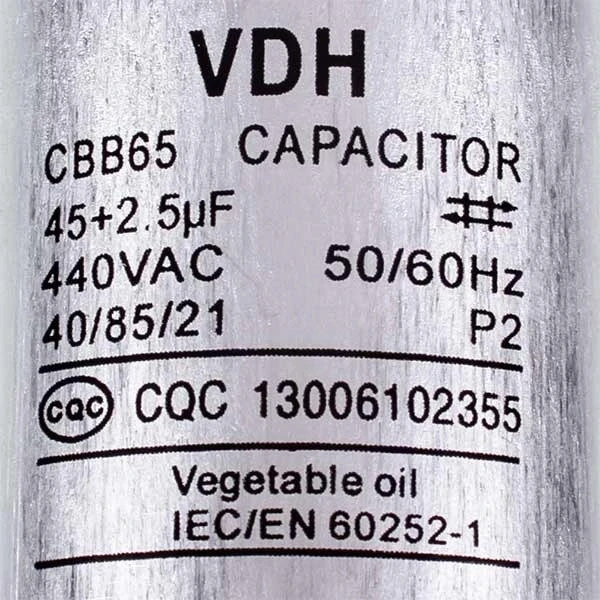 VDH
CBB65 CAPACITOR
45+2.5µF
440VAC 50/60Hz
40/85/21 P2
CQC CQC 13006102355
Vegetable oil
IEC/EN 60252-1